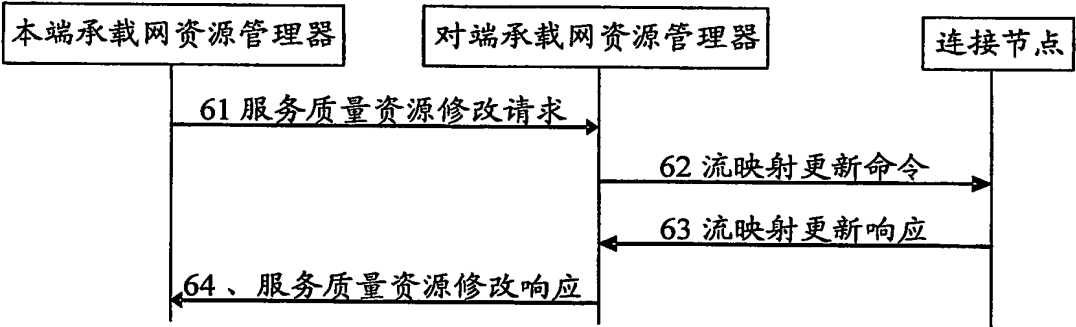 本端承载网资源管理器
对端承载网资源管理器
连接节点
61服务质量资源修改请求
62 流映射更新命令
63 流映射更新响应
64、服务质量资源修改响应